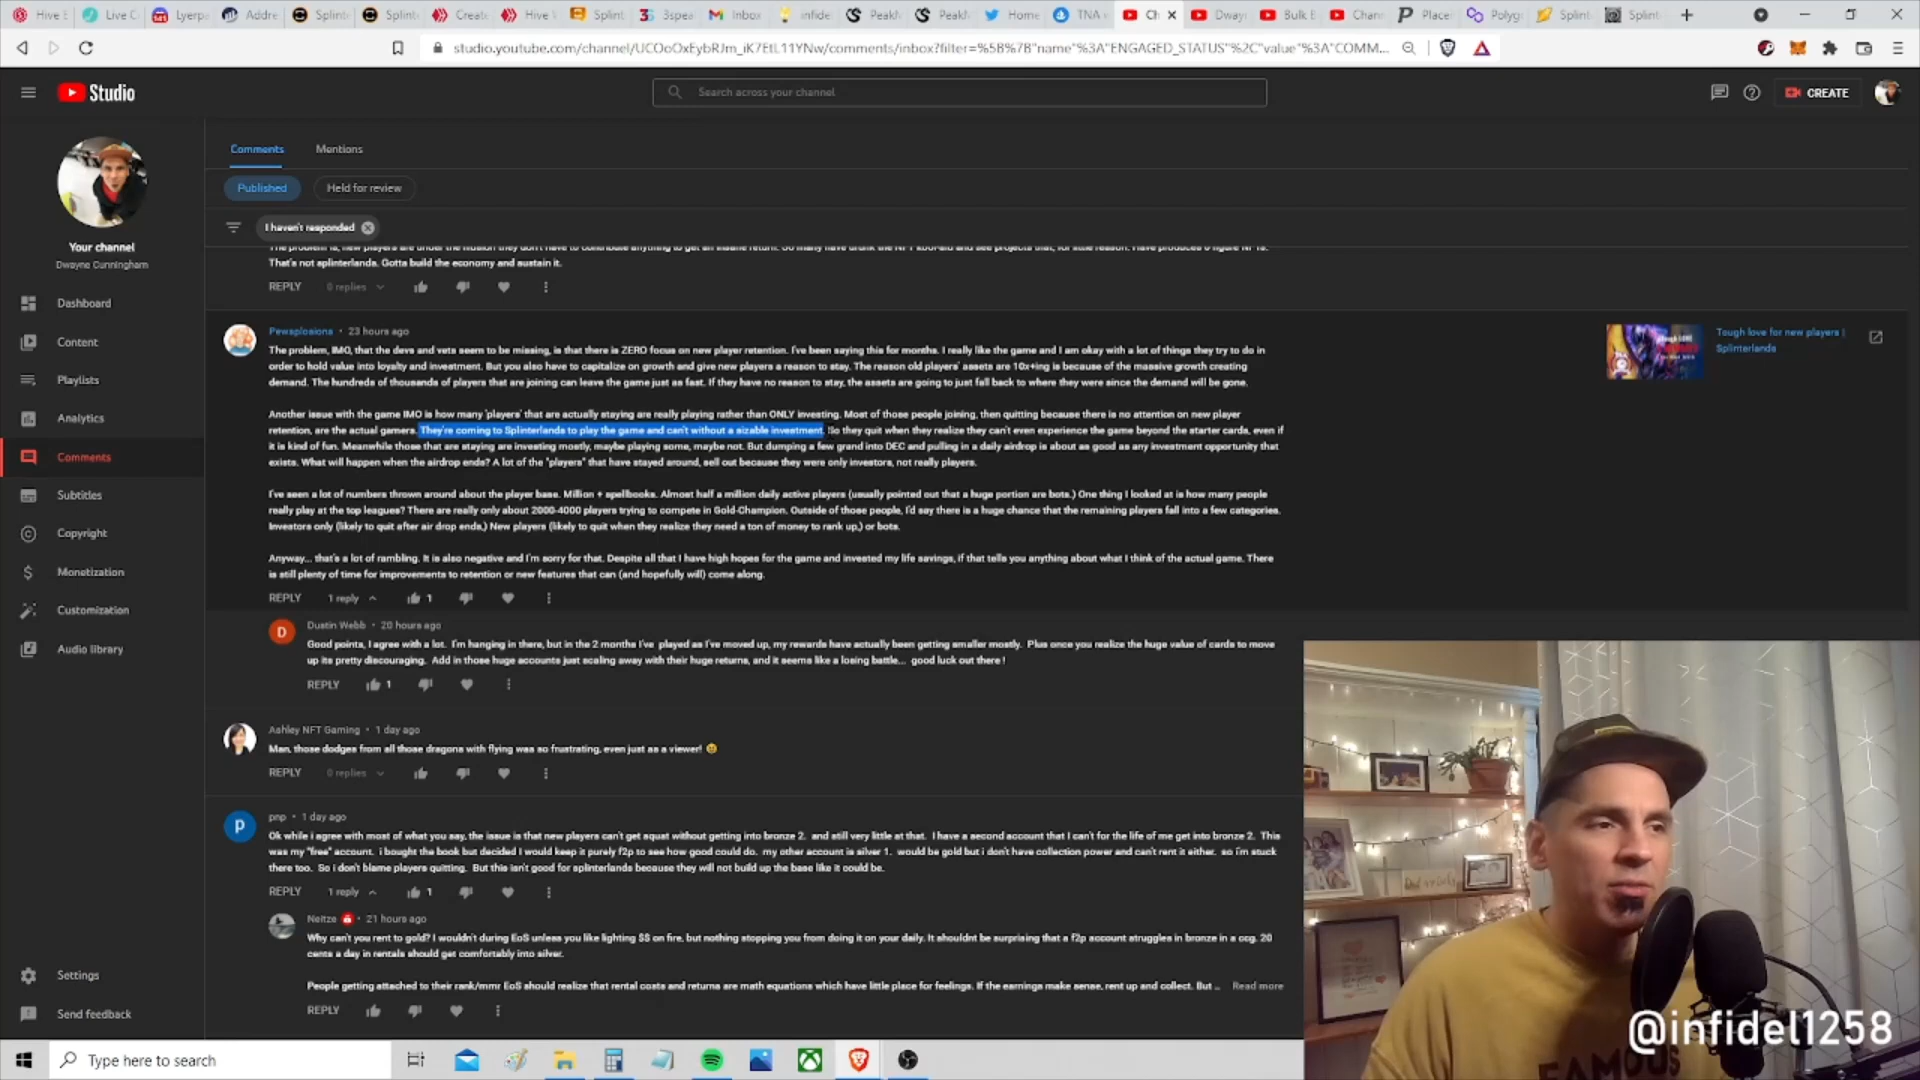 Hive B
Live C
Lyerpa
Addre
Splinte
Splinte
Create
Hive
Splint
3spea
Inbox
infide
PeakM
PeakM
Home
TNA i
Ch
Dway
Bulk E
Chann
Place
Polyg
Splint
Splint
studio.youtube.com/channel/UCOoOxEybRJm_iK7EtL11YNw/comments/inbox?filter=%5B%7B"name"%3A"ENGAGED_STATUS"%2C"value"%3A"COMM...
Studio
Search across your channel
CREATE
Your channel
Dwayne Cunningham
Dashboard
Content
Playlists
Analytics
Comments
Subtitles
Copyright
Monetization
Customization
Audio library
Settings
Send feedback
Comments
Mentions
Published
Held for review
I haven't responded
That's not splinterlands. Gotta build the economy and sustain it.
REPLY 0 replies
Pewsplosions • 23 hours ago
The problem, IMO, that the devs and vets seem to be missing, is that there is ZERO focus on new player retention. I've been saying this for months. I really like the game and I am okay with a lot of things they try to do in
order to hold value into loyalty and investment. But you also have to capitalize on growth and give new players a reason to stay. The reason old players' assets are 10x+ing is because of the massive growth creating
demand. The hundreds of thousands of players that are joining can leave the game just as fast. If they have no reason to stay, the assets are going to just fall back to where they were since the demand will be gone.
Another issue with the game IMO is how many 'players' that are actually staying are really playing rather than ONLY investing. Most of those people joining, then quitting because there is no attention on new player
retention, are the actual gamers. They're coming to Splinterlands to play the game and can't without a sizable investment. So they quit when they realize they can't even experience the game beyond the starter cards, even if
it is kind of fun. Meanwhile those that are staying are investing mostly, maybe playing some, maybe not. But dumping a few grand into DEC and pulling in a daily airdrop is about as good as any investment opportunity that
exists. What will happen when the airdrop ends? A lot of the "players" that have stayed around, sell out because they were only investors, not really players.
I've seen a lot of numbers thrown around about the player base. Million + spellbooks. Almost half a million daily active players (usually pointed out that a huge portion are bots.) One thing I looked at is how many people
really play at the top leagues? There are really only about 2000-4000 players trying to compete in Gold-Champion. Outside of those people, I'd say there is a huge chance that the remaining players fall into a few categories.
Investors only (likely to quit after air drop ends,) New players (likely to quit when they realize they need a ton of money to rank up,) or bots.
Anyway... that's a lot of rambling. It is also negative and I'm sorry for that. Despite all that I have high hopes for the game and invested my life savings, if that tells you anything about what I think of the actual game. There
is still plenty of time for improvements to retention or new features that can (and hopefully will) come along.
REPLY 1 reply 1
Tough love for new players |
Splinterlands
D
Dustin Webb • 20 hours ago
Good points, I agree with a lot. I'm hanging in there, but in the 2 months I've played as I've moved up, my rewards have actually been getting smaller mostly. Plus once you realize the huge value of cards to move
up its pretty discouraging. Add in those huge accounts just scaling away with their huge returns, and it seems like a losing battle... good luck out there !
REPLY 1
Ashley NFT Gaming • 1 day ago
Man, those dodges from all those dragons with flying was so frustrating, even just as a viewer!
REPLY 0 replies
P
pnp • 1 day ago
Ok while i agree with most of what you say, the issue is that new players can't get squat without getting into bronze 2. and still very little at that. I have a second account that I can't for the life of me get into bronze 2. This
was my "free" account. i bought the book but decided I would keep it purely f2p to see how good could do. my other account is silver 1. would be gold but i don't have collection power and can't rent it either. so i'm stuck
there too. So i don't blame players quitting. But this isn't good for splinterlands because they will not build up the base like it could be.
REPLY 1 reply 1
Neitze • 21 hours ago
Why can't you rent to gold? I wouldn't during EoS unless you like lighting $$ on fire, but nothing stopping you from doing it on your daily. It shouldnt be surprising that a f2p account struggles in bronze in a ccg. 20
cents a day in rentals should get comfortably into silver.
People getting attached to their rank/mmr EoS should realize that rental costs and returns are math equations which have little place for feelings. If the earnings make sense, rent up and collect. But ... Read more
REPLY
FAMOUS
@infidel1258
Type here to search